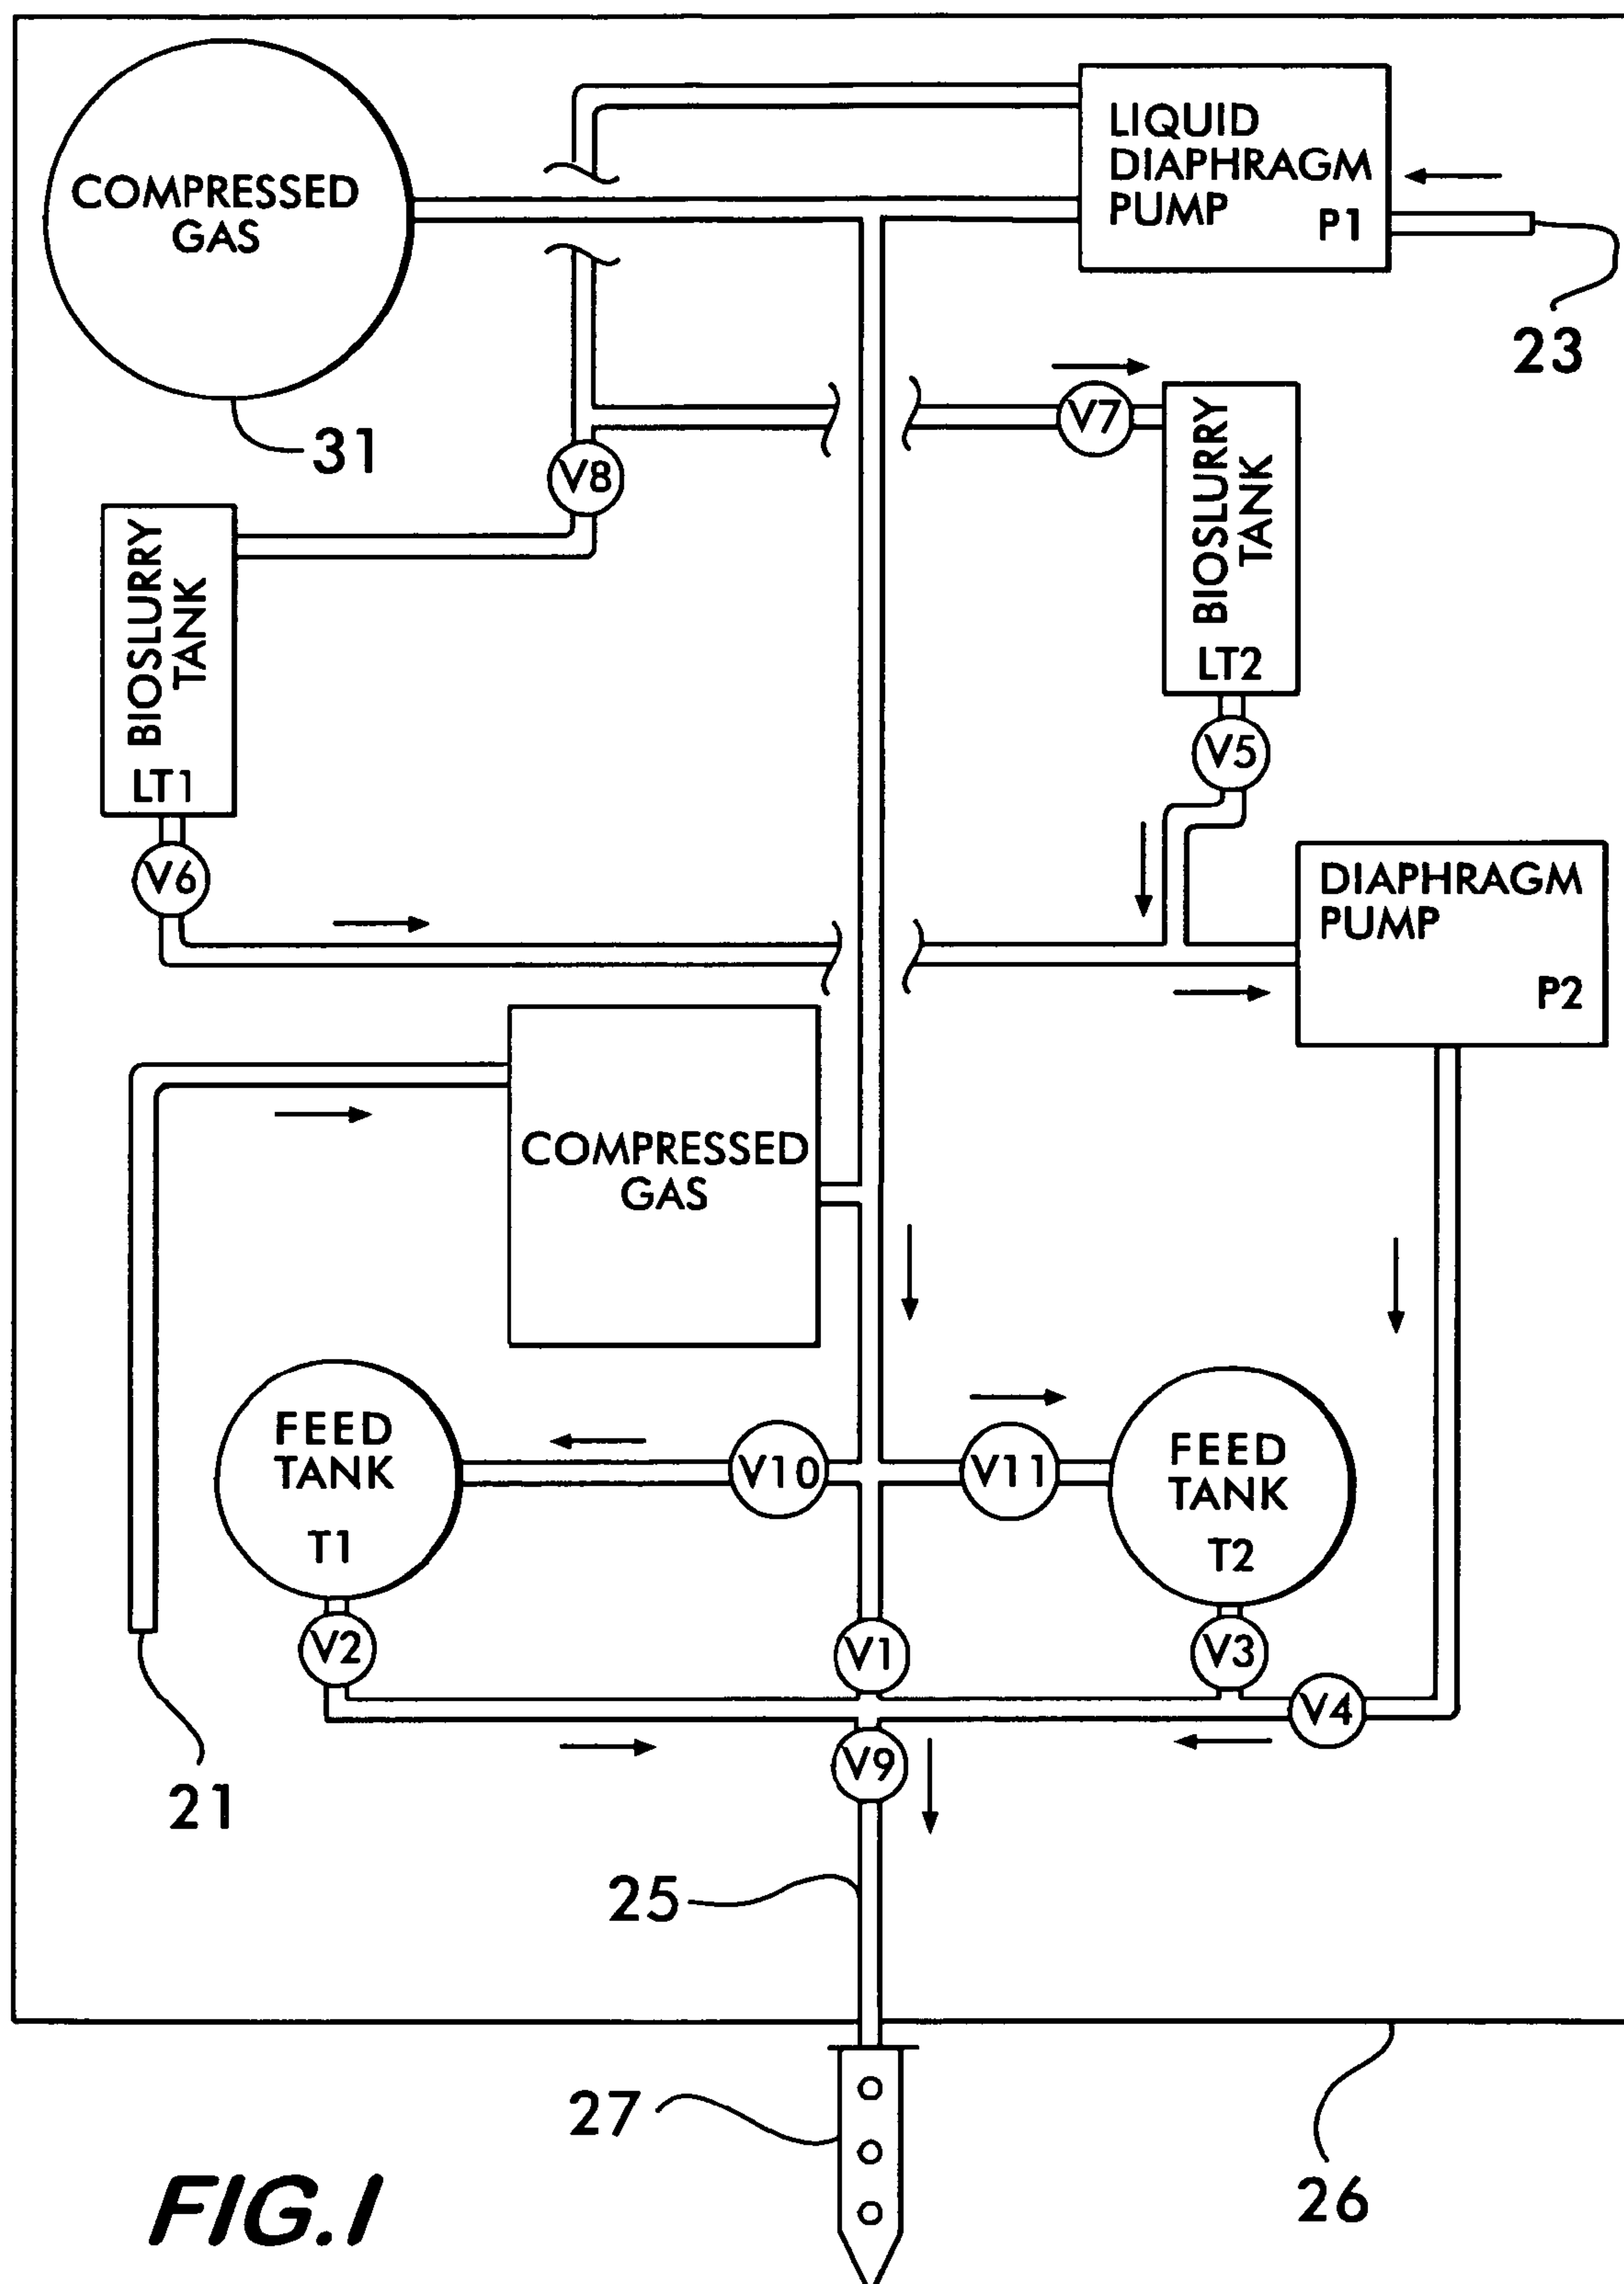 COMPRESSED
GAS
31
LIQUID
DIAPHRAGM
PUMP
P1
23
V7
V8
BIOSLURRY
TANK
LT1
BIOSLURRY
TANK
LT2
V5
V6
DIAPHRAGM
PUMP
P2
COMPRESSED
GAS
FEED
TANK
T1
V10
V11
FEED
TANK
T2
V2
V1
V3
V4
V9
21
25
27
26
FIG.1